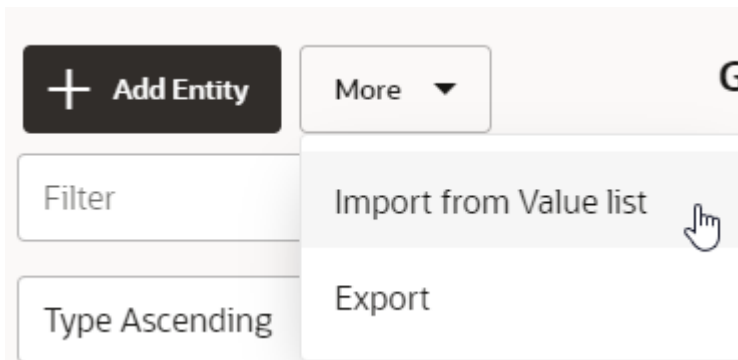 Add Entity
More
G
Filter
Import from Value list
Export
Type Ascending